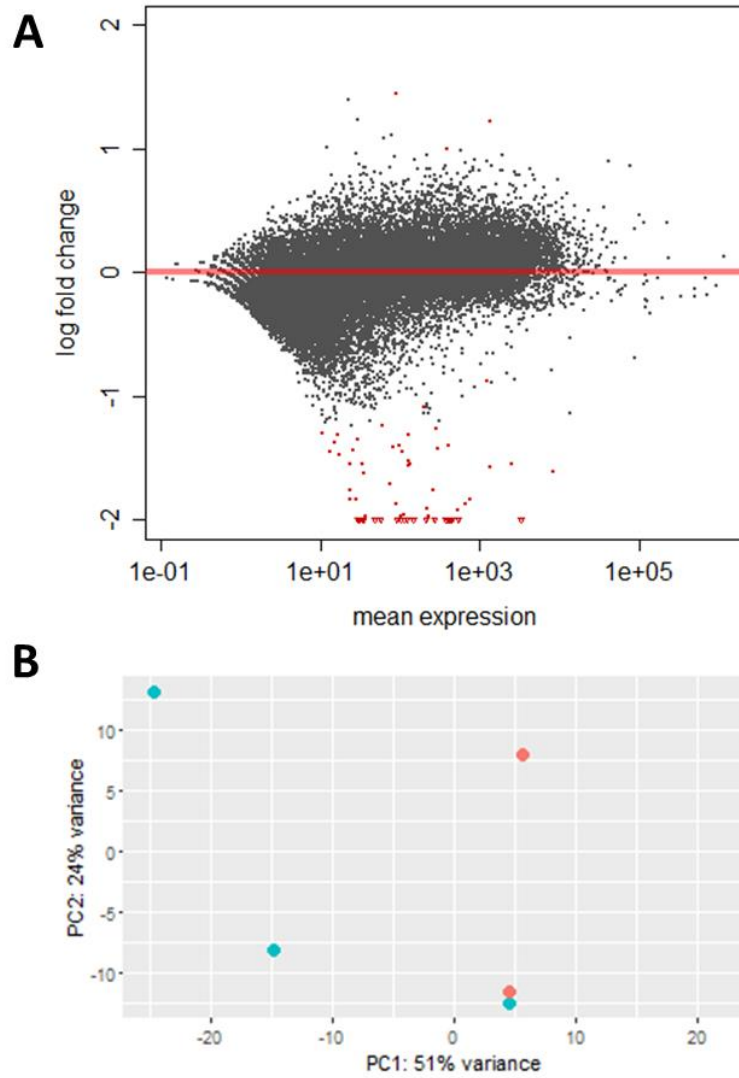 A
2
1
0
-1
-2
log fold change
1e-01 1e+01 1e+03 1e+05
mean expression
B
10
5
0
-5
-10
PC2: 24% variance
-20 -10 0 10 20
PC1: 51% variance